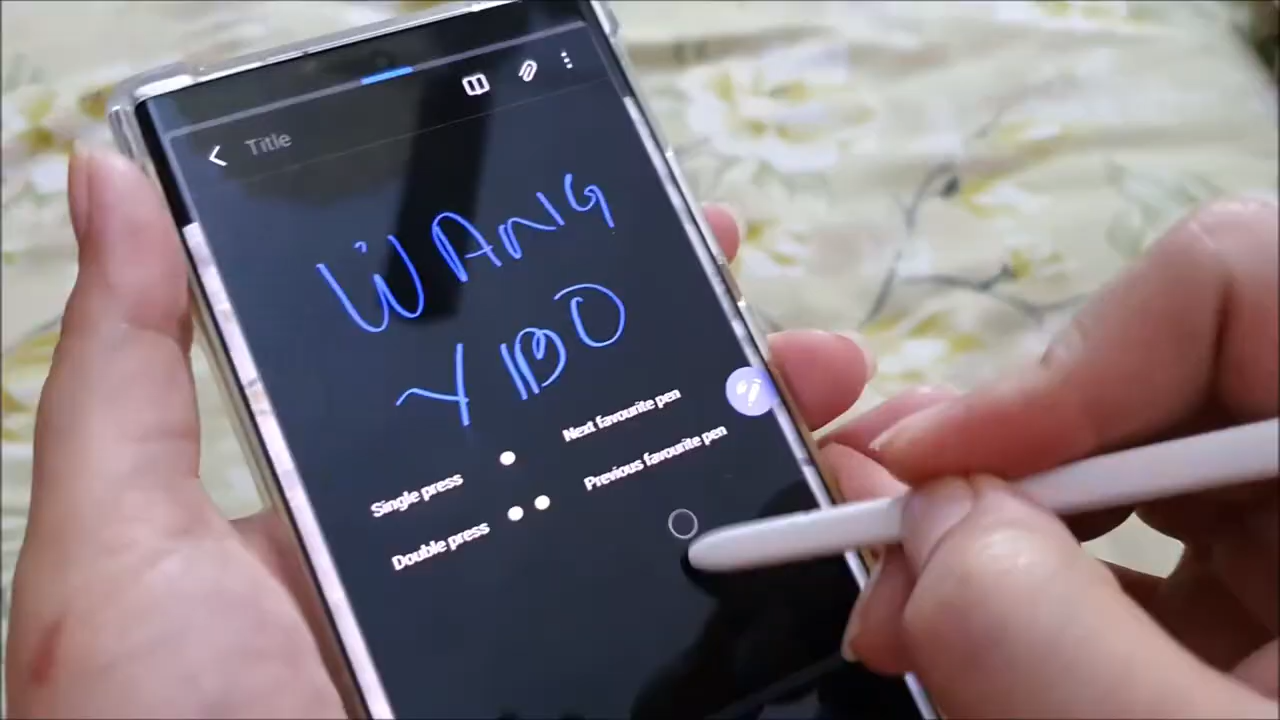 Title
WANG
YIBO
Single press
Next favourite pen
Double press
Previous favourite pen